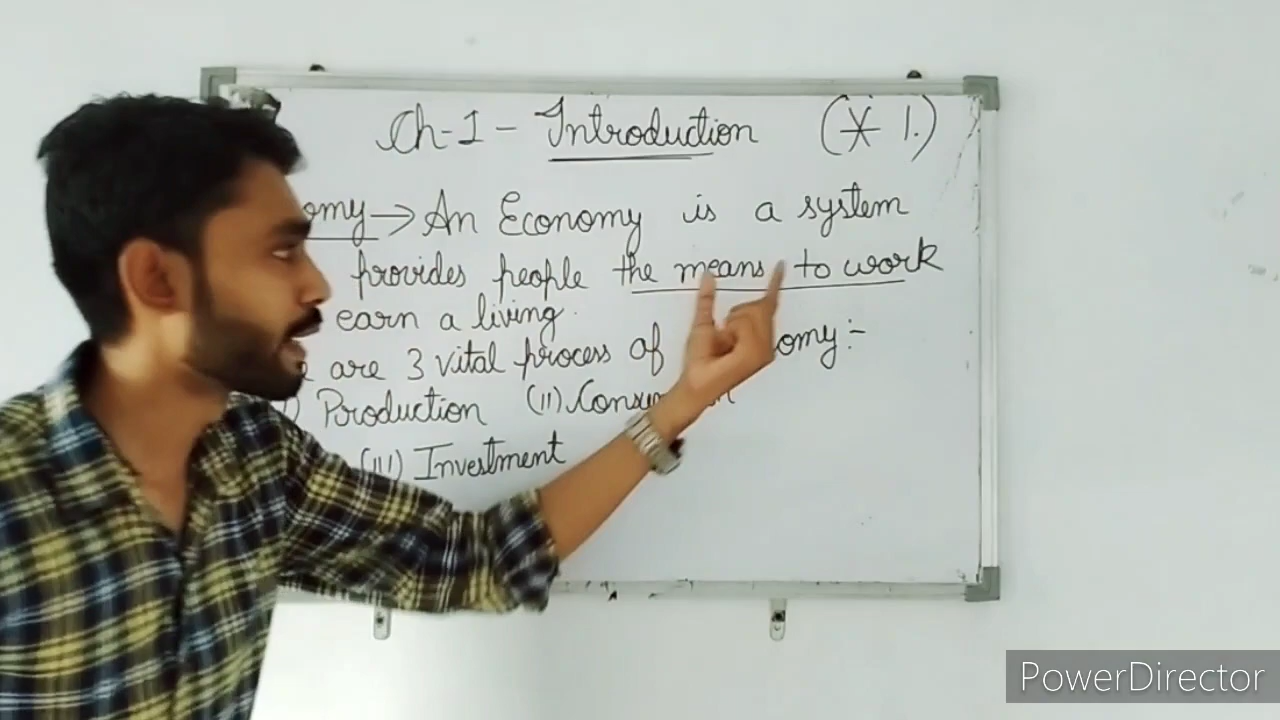 Ch-1 - Introduction (* 1.)
omy → An Economy is a system
provides people the means to work
earn a living.
are 3 vital process of omy :-
Production (ii) Consu
(iii) Investment
PowerDirector